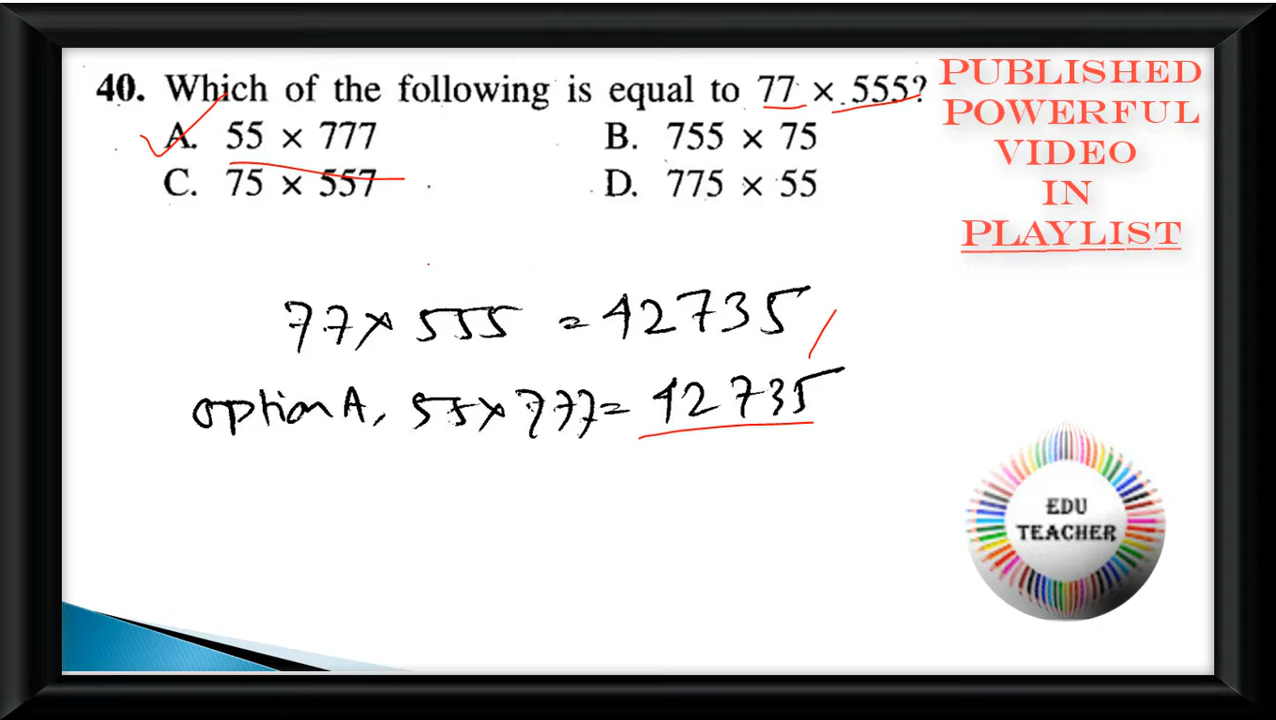 40. Which of the following is equal to 77 × 555?
A. 55 × 777
B. 755 × 75
C. 75 × 557
D. 775 × 55
PUBLISHED
POWERFUL
VIDEO
IN
PLAYLIST
77 × 555 = 42735
option A, 55 × 777 = 42735
EDU
TEACHER